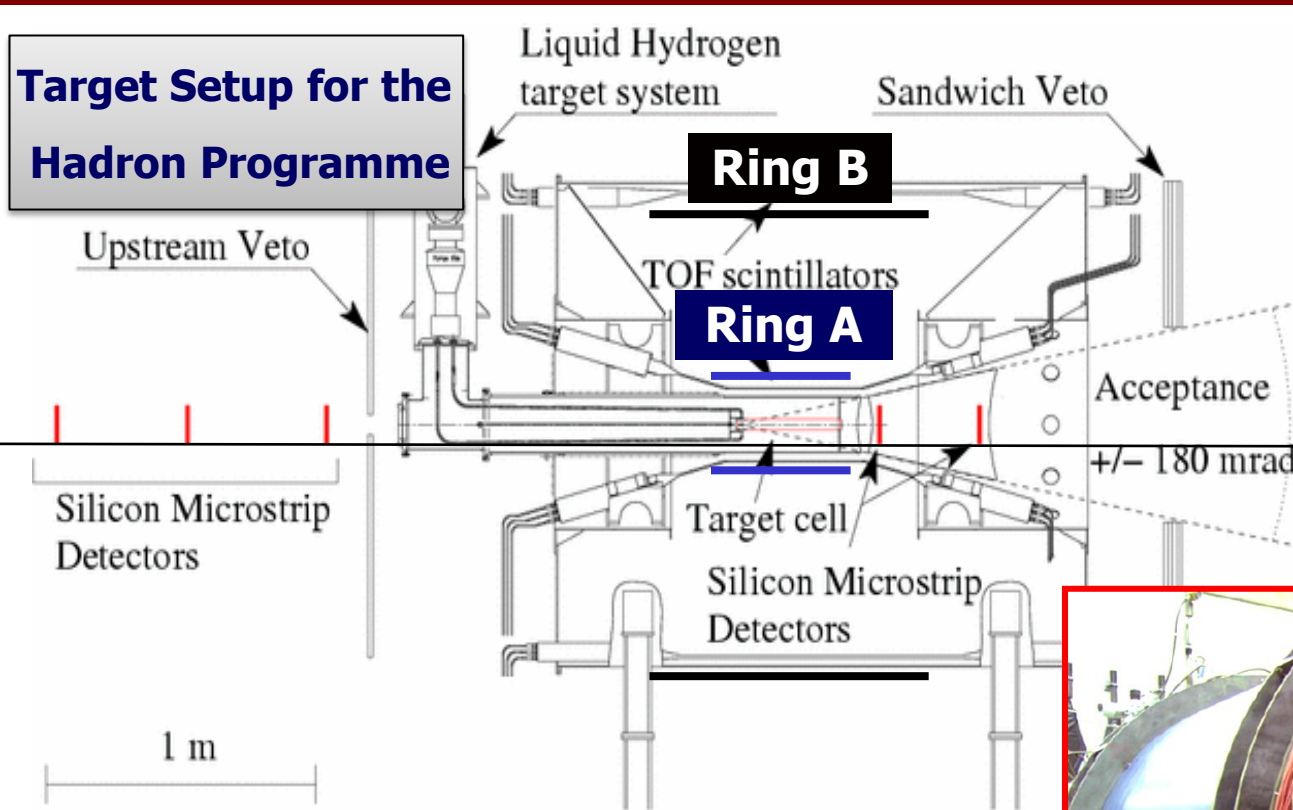 Target Setup for the
Hadron Programme
Liquid Hydrogen
target system
Sandwich Veto
Ring B
Upstream Veto
TOF scintillators
Ring A
Acceptance
+/− 180 mrad
Silicon Microstrip
Detectors
Target cell
Silicon Microstrip
Detectors
1 m